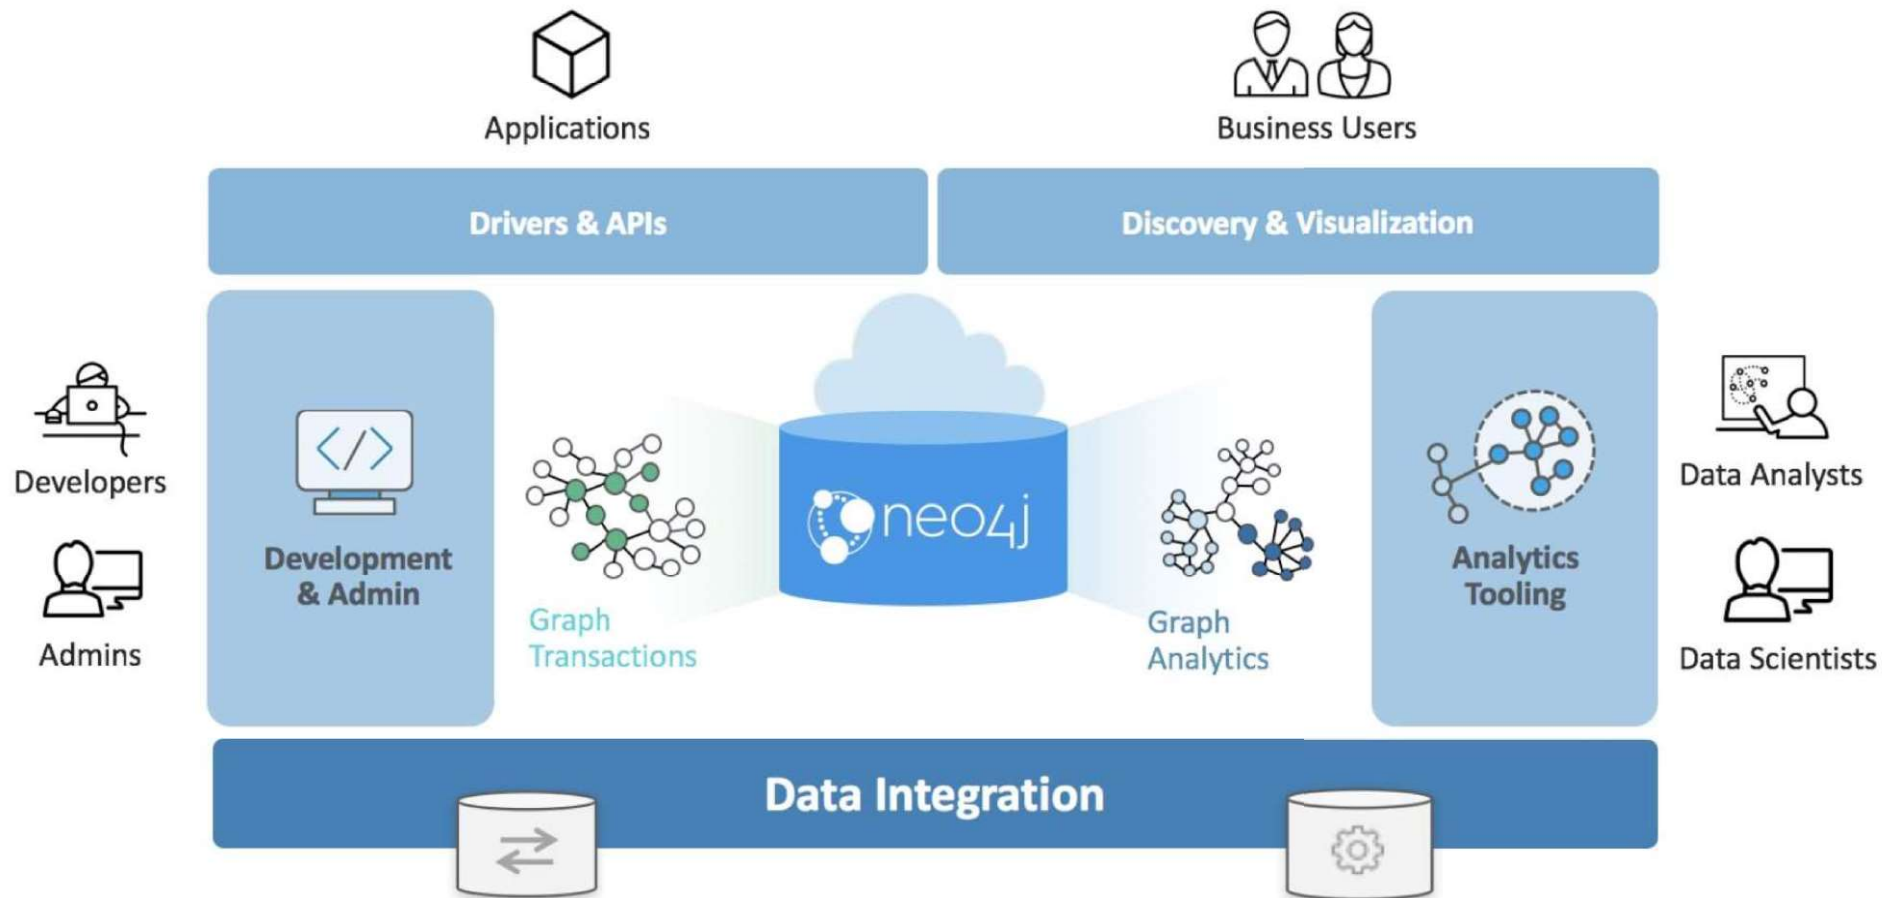 Applications
Business Users
Drivers & APIs
Discovery & Visualization
Developers
Admins
</>
Development
& Admin
Graph
Transactions
neo4j
Graph
Analytics
Analytics
Tooling
Data Analysts
Data Scientists
Data Integration